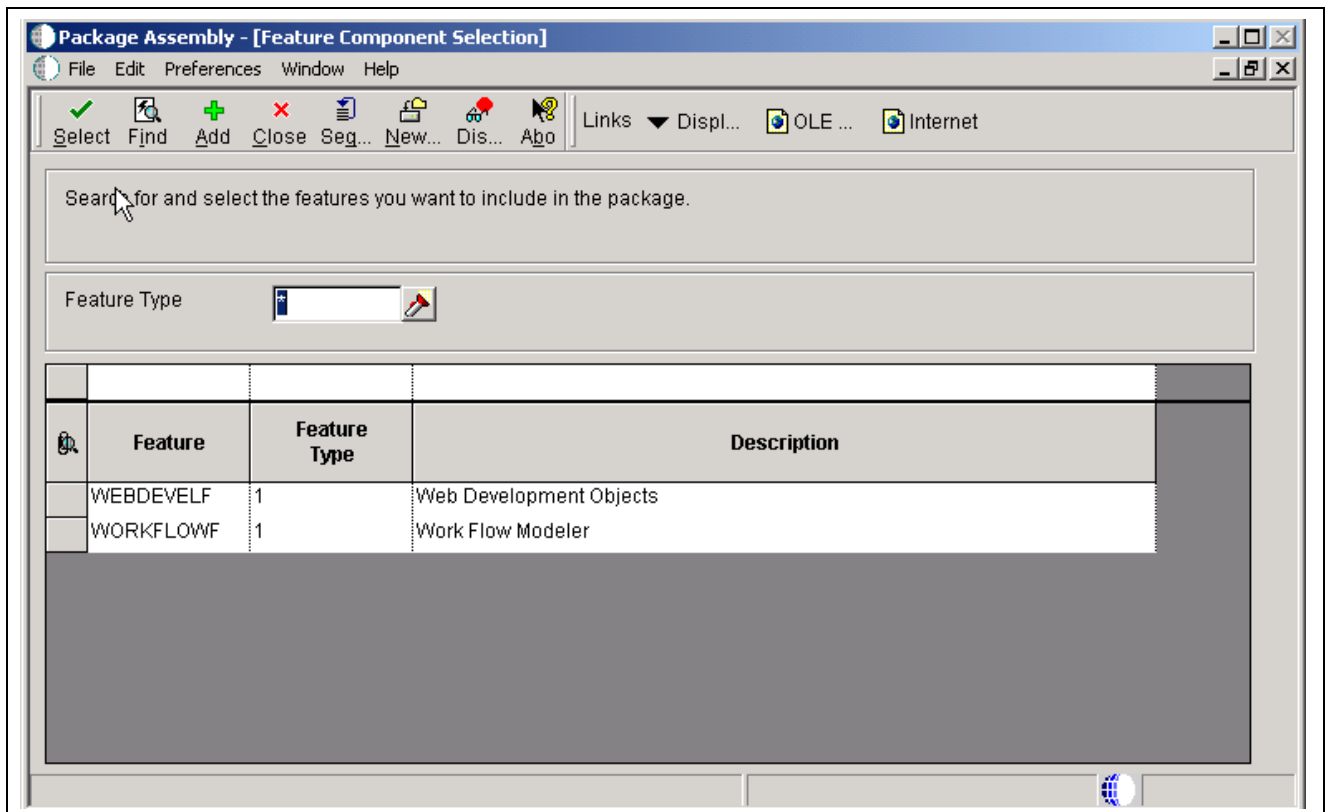 Package Assembly - [Feature Component Selection]
File Edit Preferences Window Help
Select Find Add Close Seq... New... Dis... Abo Links Displ... OLE ... Internet
Search for and select the features you want to include in the package.
Feature Type *
Feature Feature Type Description
WEBDEVELF 1 Web Development Objects
WORKFLOWF 1 Work Flow Modeler